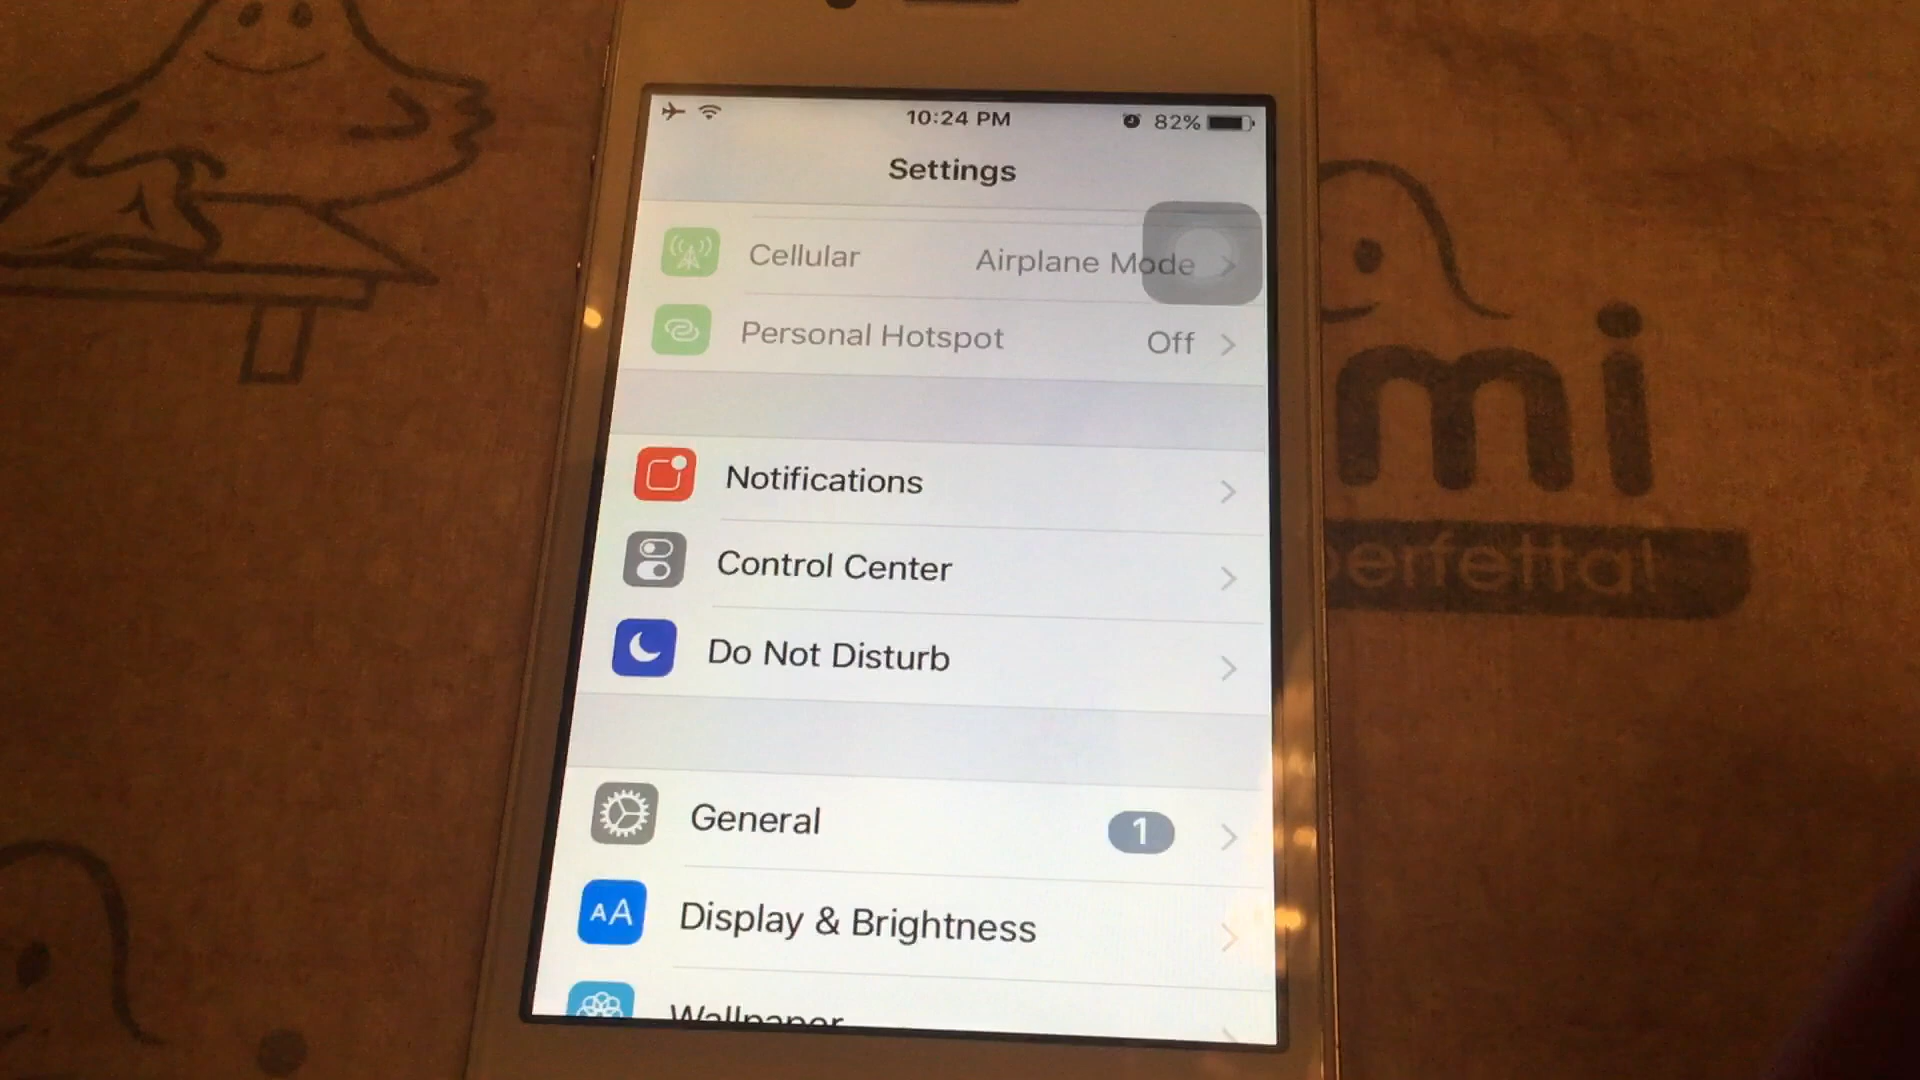 10:24 PM
82%
Settings
Cellular Airplane Mode
Personal Hotspot Off
Notifications
Control Center
Do Not Disturb
General 1
AA Display & Brightness
Wallpaper
mi
perfetta!